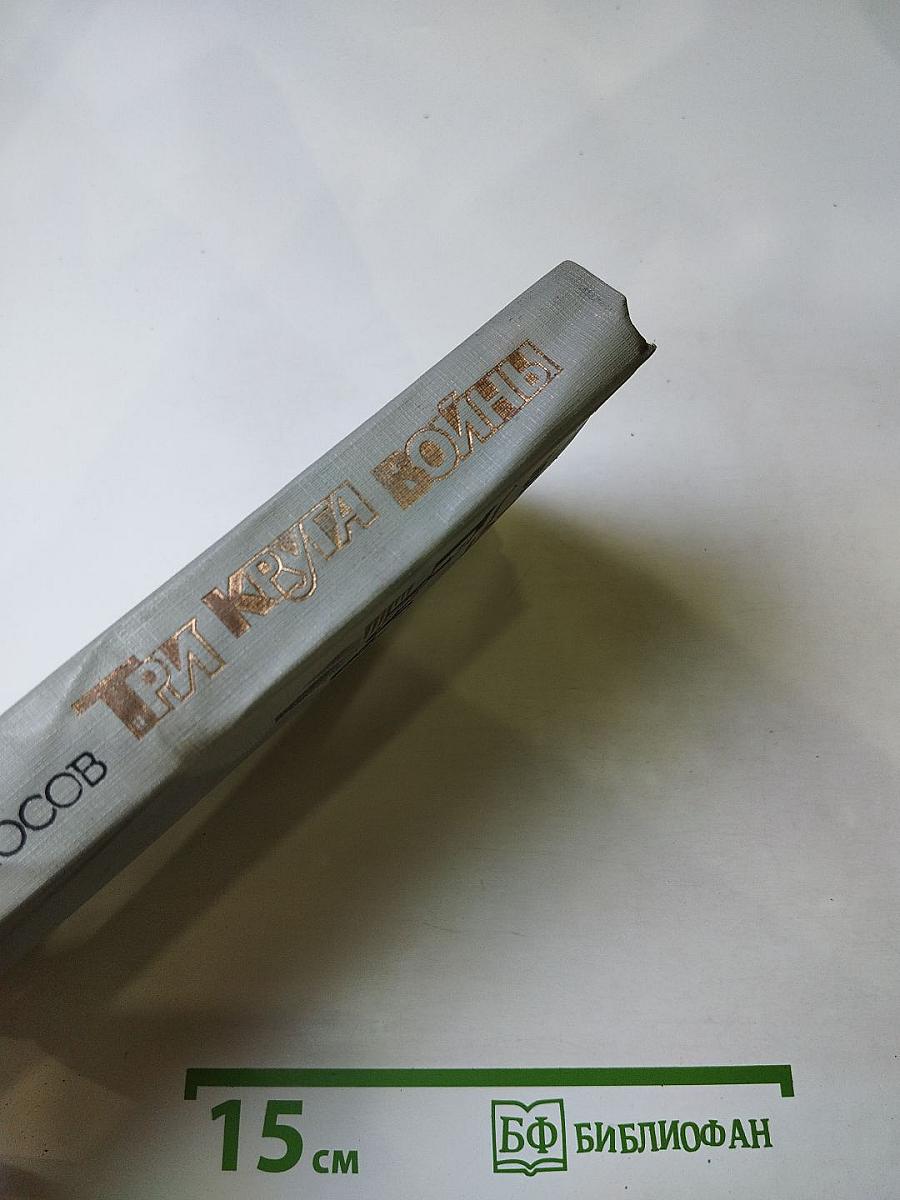 ТРИ КРУГА ВОЙНЫ
ОСОВ
15 см
БФ БИБЛИОФАН